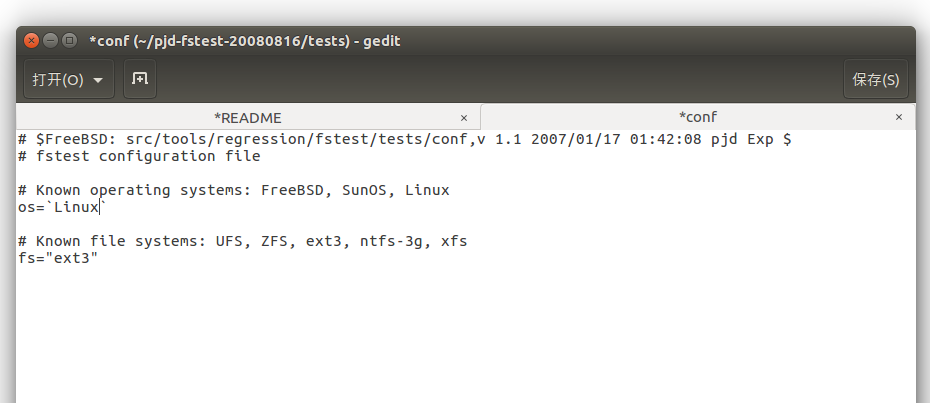 *conf (~/pjd-fstest-20080816/tests) - gedit
打开(O)
保存(S)
*README ×
*conf ×
# $FreeBSD: src/tools/regression/fstest/tests/conf,v 1.1 2007/01/17 01:42:08 pjd Exp $
# fstest configuration file
# Known operating systems: FreeBSD, SunOS, Linux
os=`Linux`
# Known file systems: UFS, ZFS, ext3, ntfs-3g, xfs
fs="ext3"